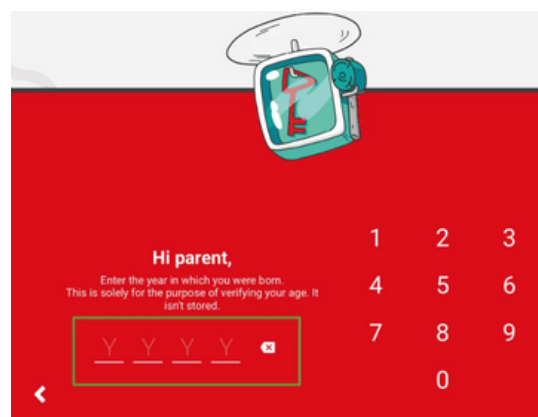 Hi parent,
Enter the year in which you were born.
This is solely for the purpose of verifying your age. It
isn't stored.
Y Y Y Y
1 2 3
4 5 6
7 8 9
0